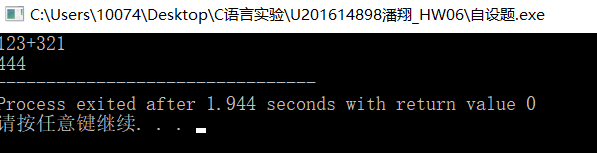 C:\Users\10074\Desktop\C语言实验\U201614898潘翔_HW06\自设题.exe
123+321
444
--------------------------------
Process exited after 1.944 seconds with return value 0
请按任意键继续. . .